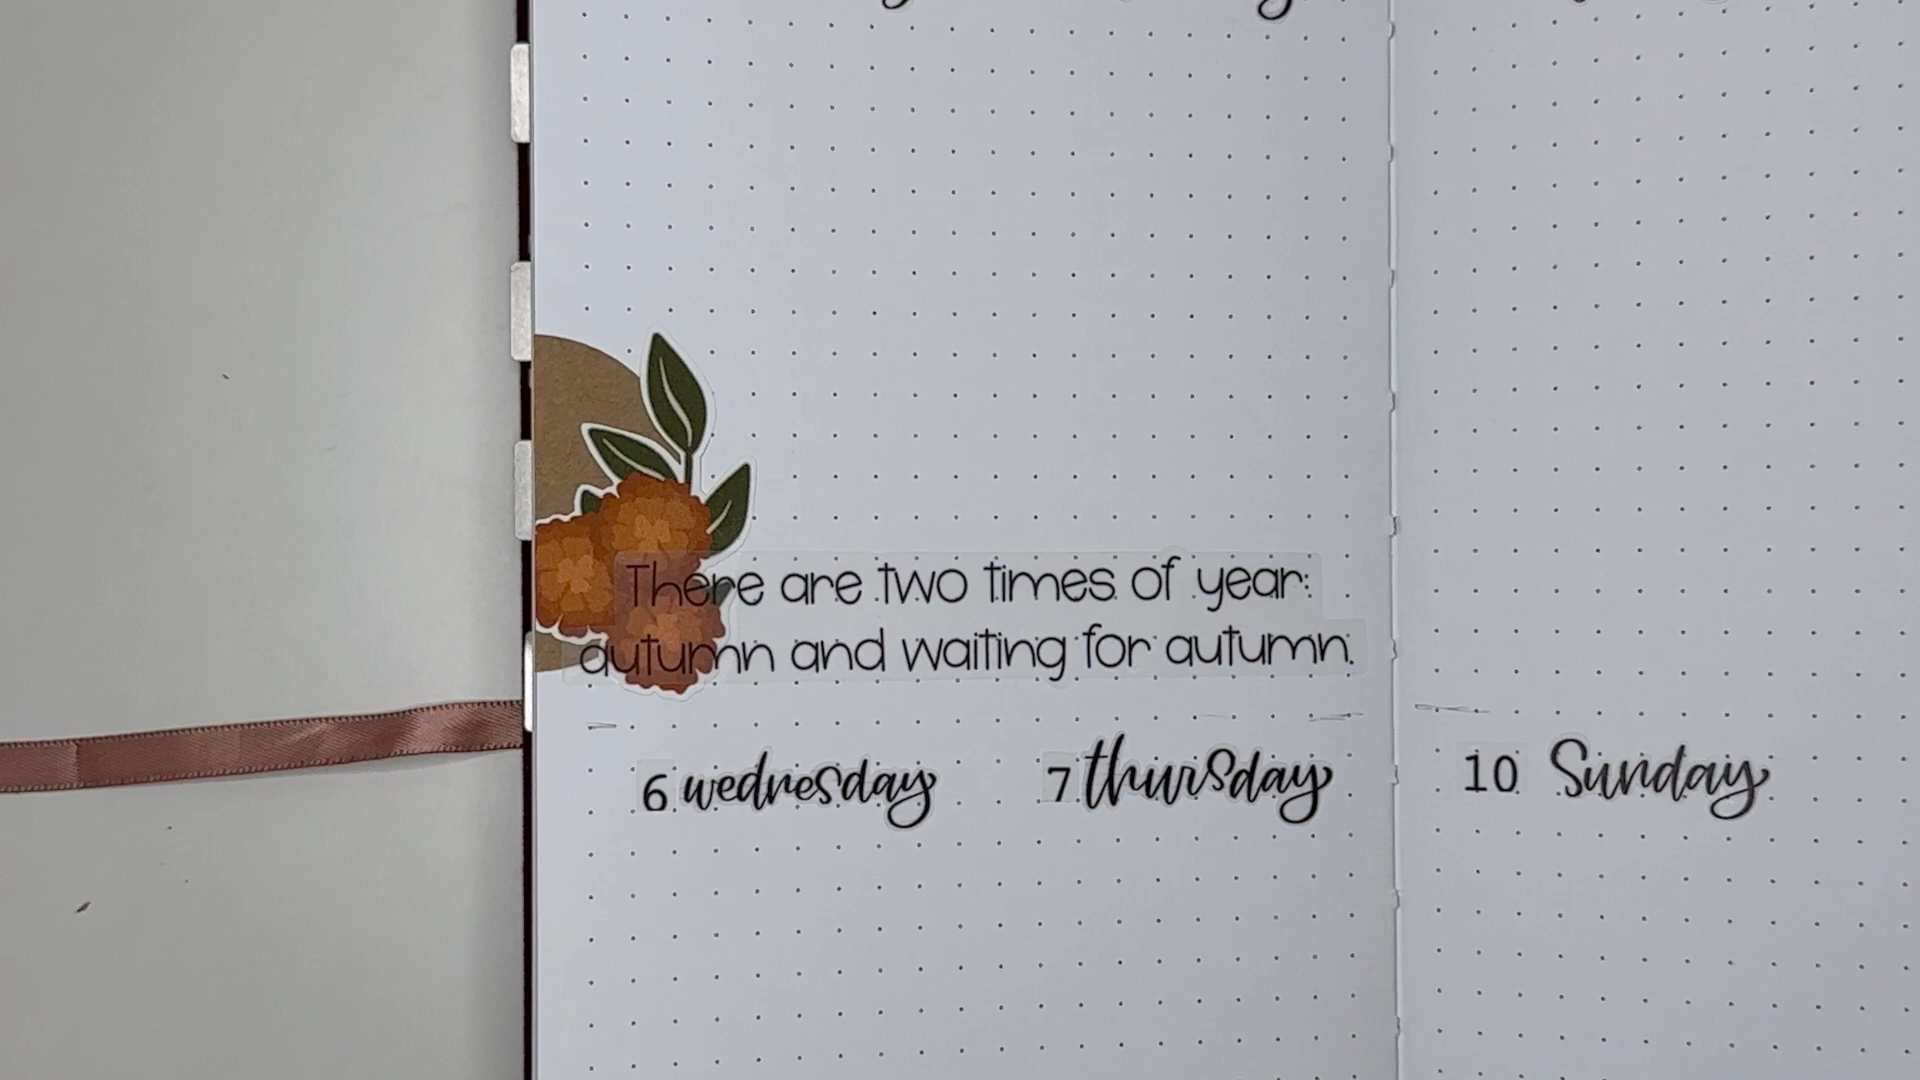 There are two times of year:
autumn and waiting for autumn.
6 wednesday
7 thursday
10 Sunday